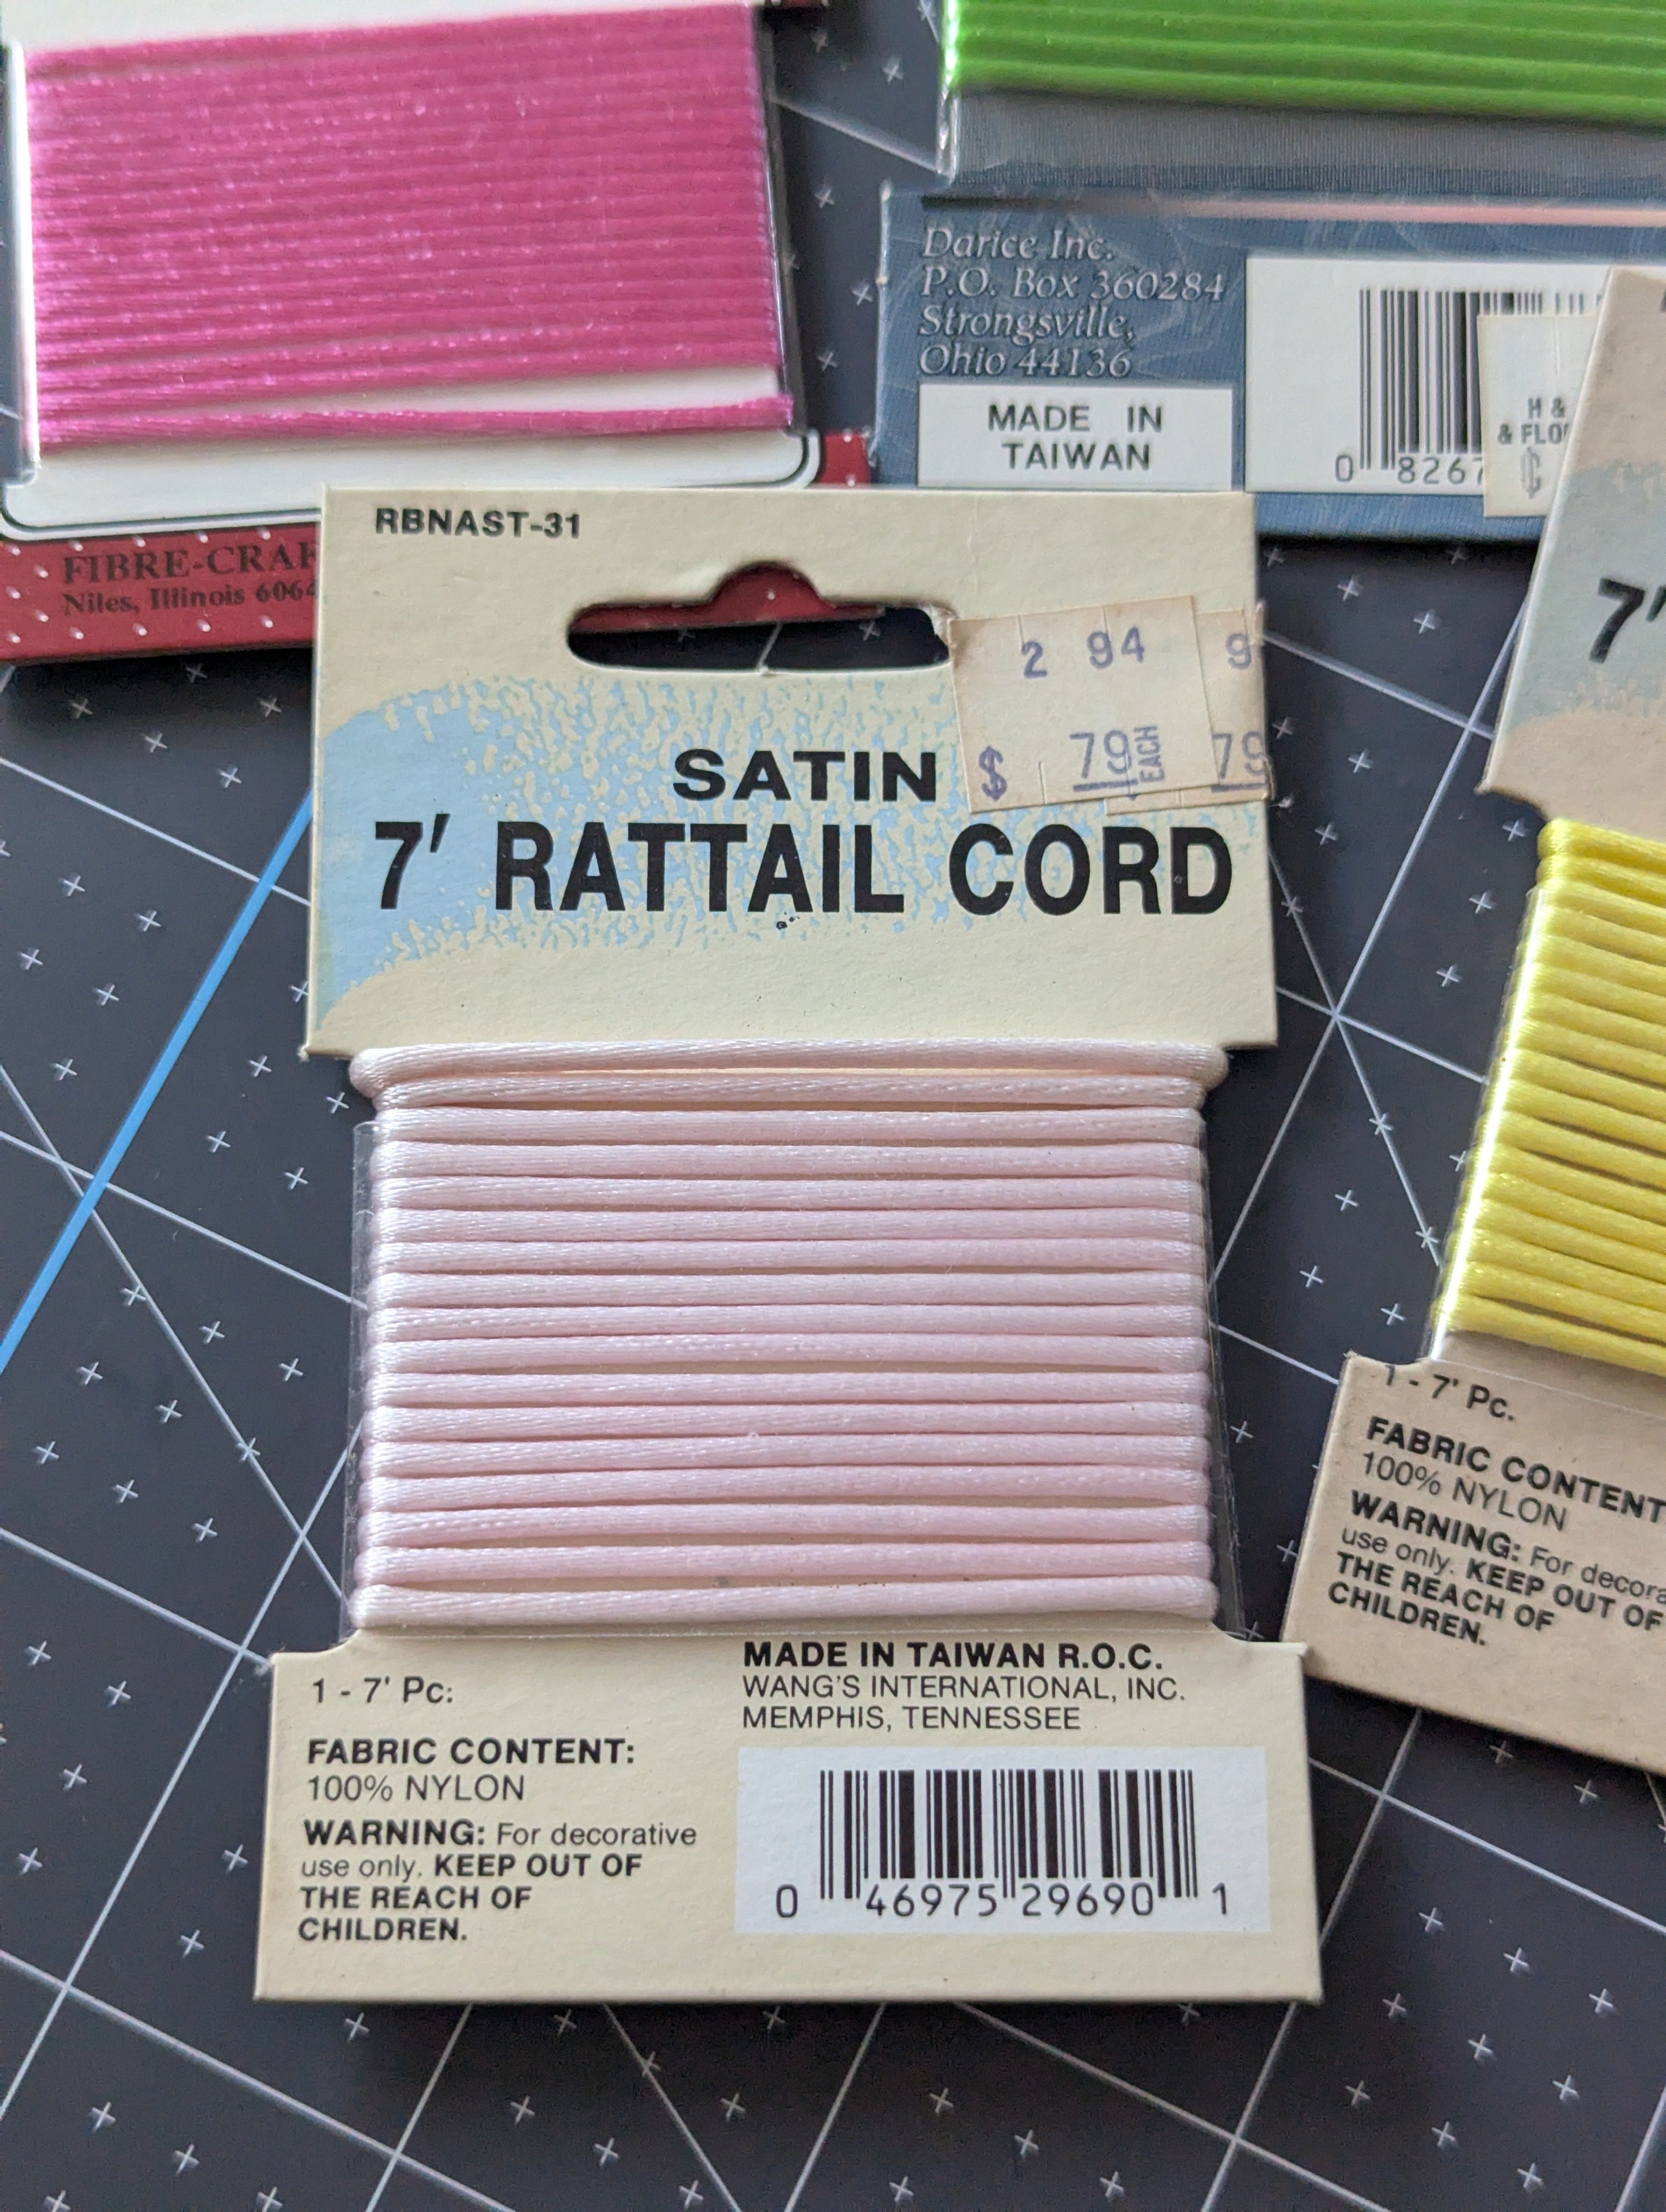 Darice Inc.
P.O. Box 360284
Strongsville,
Ohio 44136
MADE IN
TAIWAN
H &
0 8267
FIBRE-CRAF
Niles, Illinois 6064
RBNAST-31
2 94 9
$ 79 EACH 79
SATIN
7' RATTAIL CORD
7'
1 - 7' Pc.
FABRIC CONTENT
100% NYLON
WARNING: For decora
use only. KEEP OUT OF
THE REACH OF
CHILDREN.
1 - 7' Pc:
FABRIC CONTENT:
100% NYLON
WARNING: For decorative
use only. KEEP OUT OF
THE REACH OF
CHILDREN.
MADE IN TAIWAN R.O.C.
WANG'S INTERNATIONAL, INC.
MEMPHIS, TENNESSEE
0 46975 29690 1